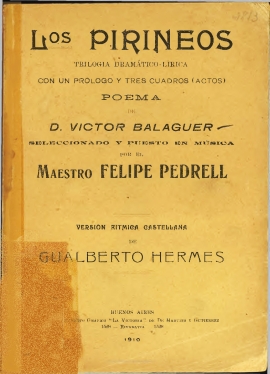 LOS PIRINEOS
TRILOGIA DRAMÁTICO-LÍRICA
CON UN PRÓLOGO Y TRES CUADROS (ACTOS)
POEMA
DE
D. VICTOR BALAGUER
SELECCIONADO Y PUESTO EN MÚSICA
POR EL
MAESTRO FELIPE PEDRELL
VERSIÓN RITMICA CASTELLANA
DE
GUALBERTO HERMES
BUENOS AIRES
1910